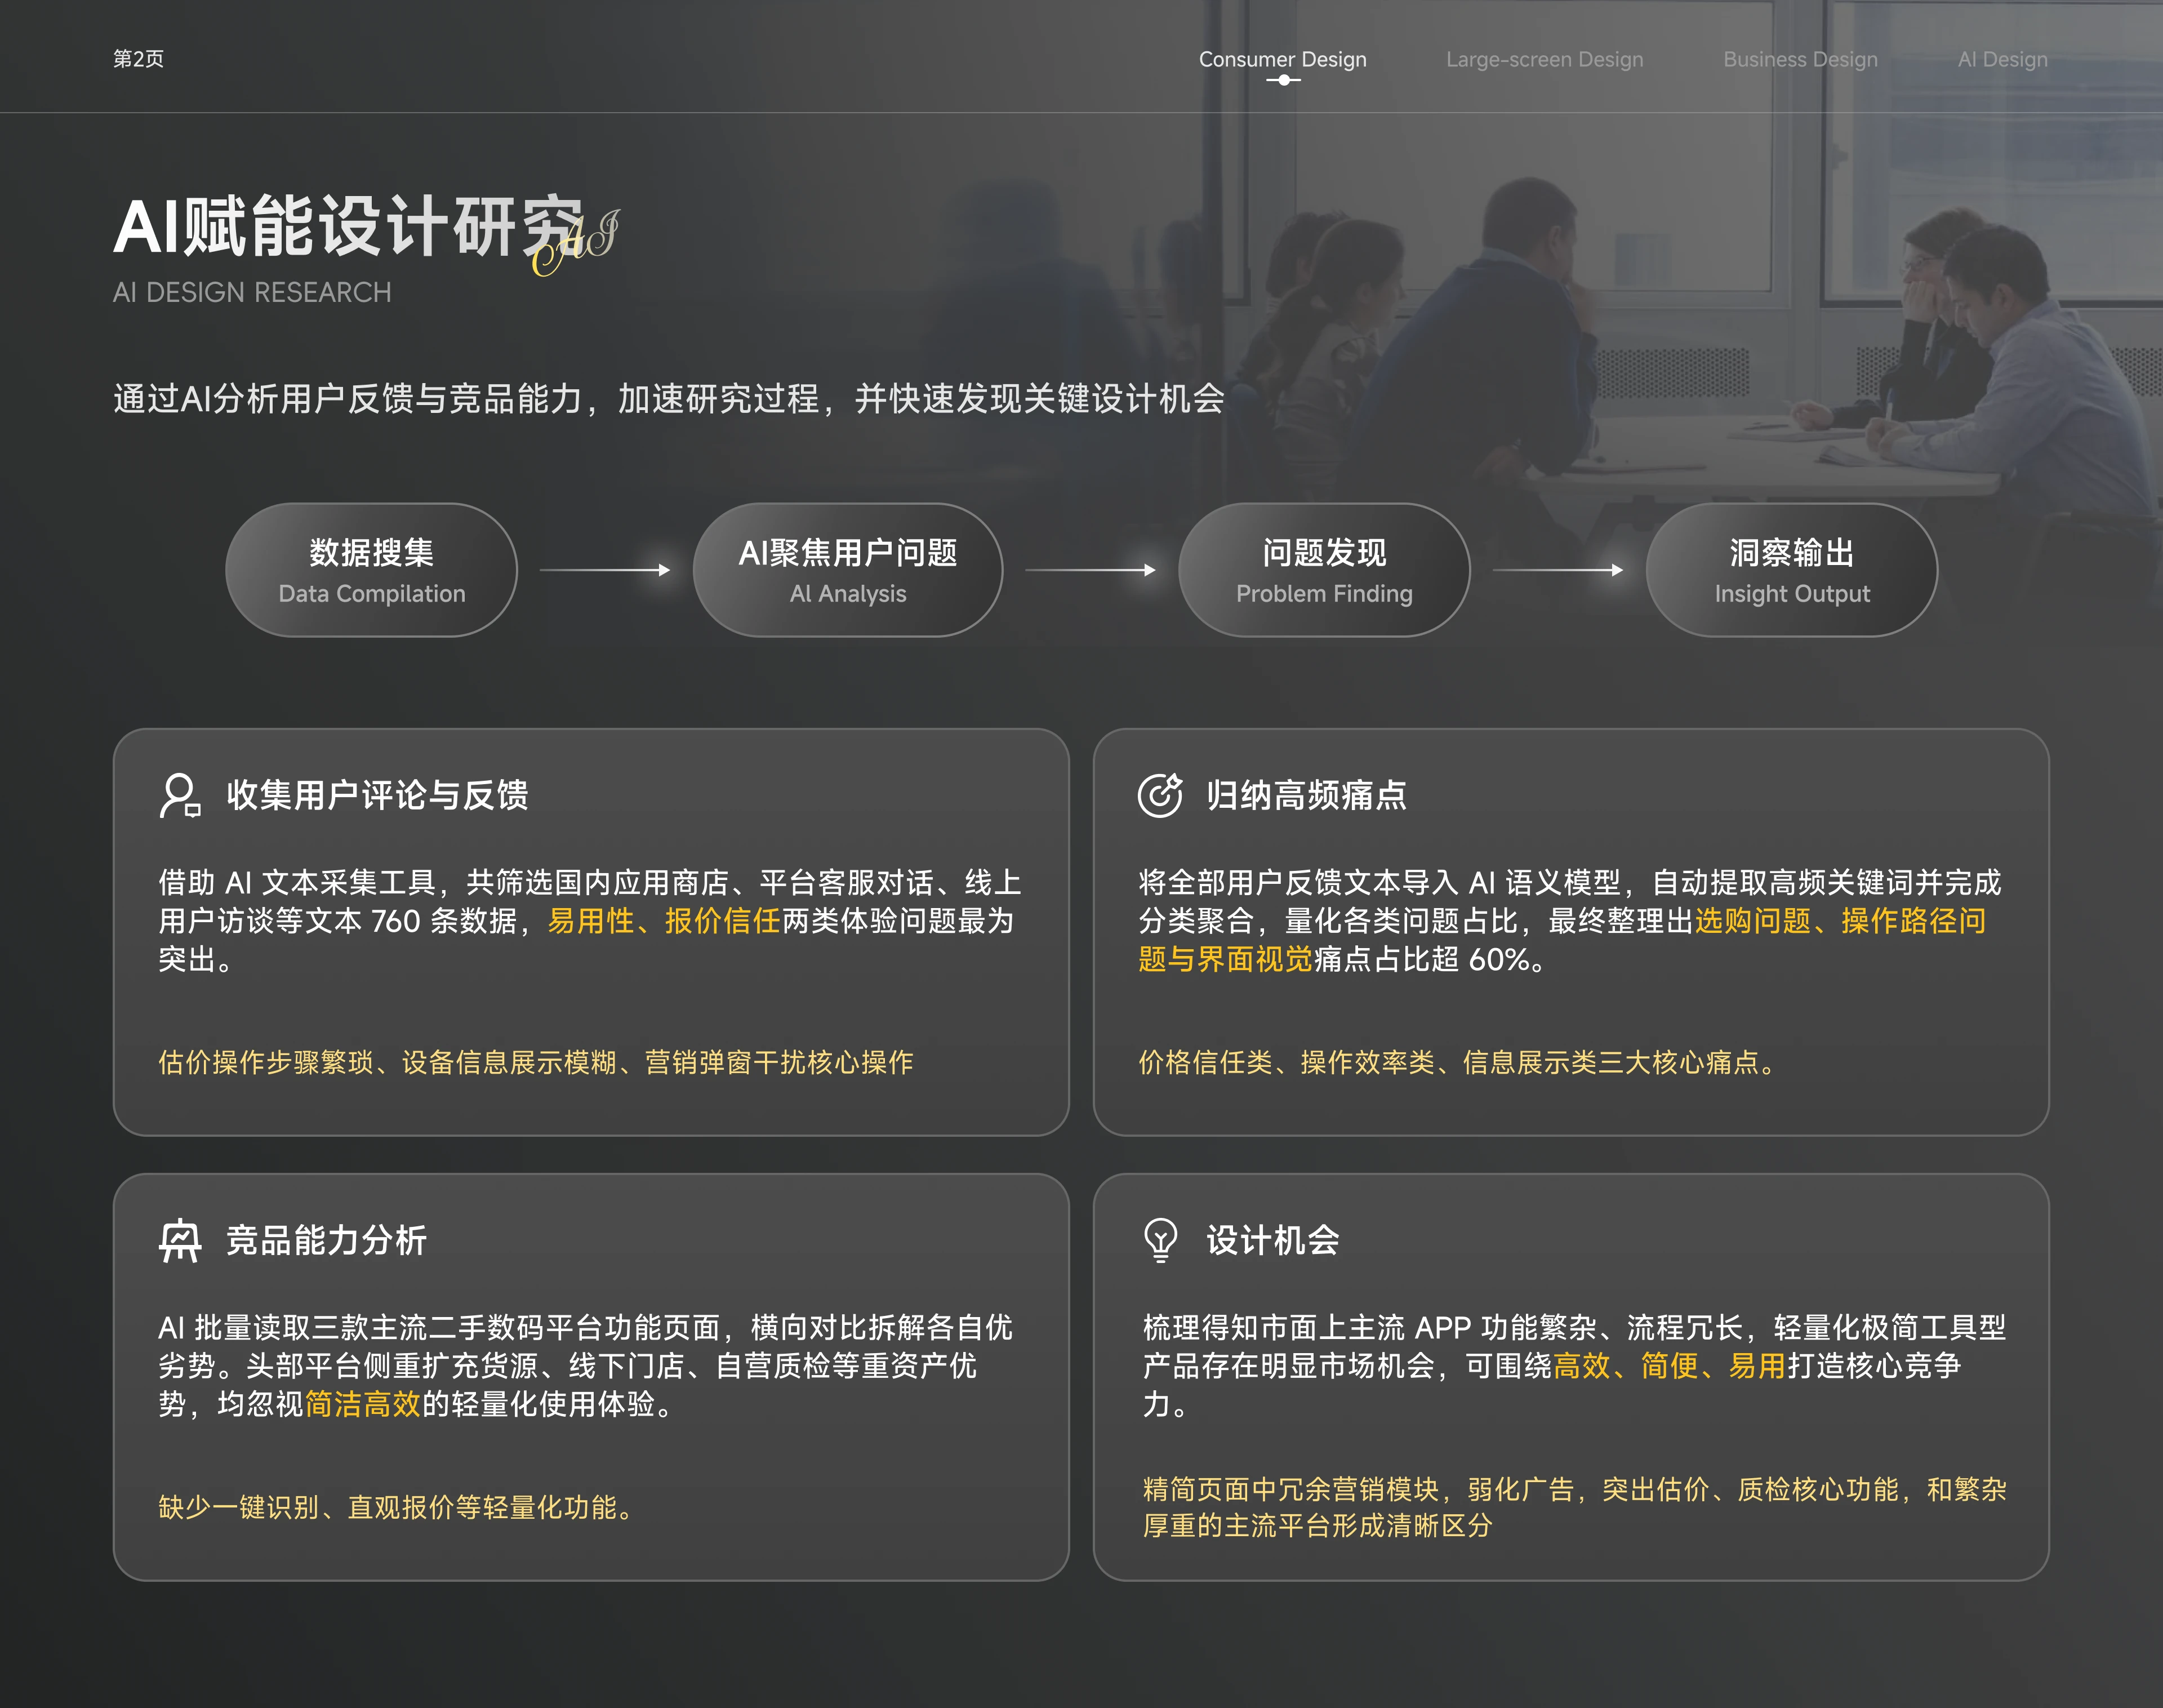 第2页
Consumer Design
Large-screen Design
Business Design
AI Design
AI赋能设计研究
AI
AI DESIGN RESEARCH
通过AI分析用户反馈与竞品能力，加速研究过程，并快速发现关键设计机会
数据搜集
Data Compilation
AI聚焦用户问题
AI Analysis
问题发现
Problem Finding
洞察输出
Insight Output
收集用户评论与反馈
借助 AI 文本采集工具，共筛选国内应用商店、平台客服对话、线上
用户访谈等文本 760 条数据，易用性、报价信任两类体验问题最为
突出。
估价操作步骤繁琐、设备信息展示模糊、营销弹窗干扰核心操作
归纳高频痛点
将全部用户反馈文本导入 AI 语义模型，自动提取高频关键词并完成
分类聚合，量化各类问题占比，最终整理出选购问题、操作路径问
题与界面视觉痛点占比超 60%。
价格信任类、操作效率类、信息展示类三大核心痛点。
竞品能力分析
AI 批量读取三款主流二手数码平台功能页面，横向对比拆解各自优
劣势。头部平台侧重扩充货源、线下门店、自营质检等重资产优
势，均忽视简洁高效的轻量化使用体验。
缺少一键识别、直观报价等轻量化功能。
设计机会
梳理得知市面上主流 APP 功能繁杂、流程冗长，轻量化极简工具型
产品存在明显市场机会，可围绕高效、简便、易用打造核心竞争
力。
精简页面中冗余营销模块，弱化广告，突出估价、质检核心功能，和繁杂
厚重的主流平台形成清晰区分